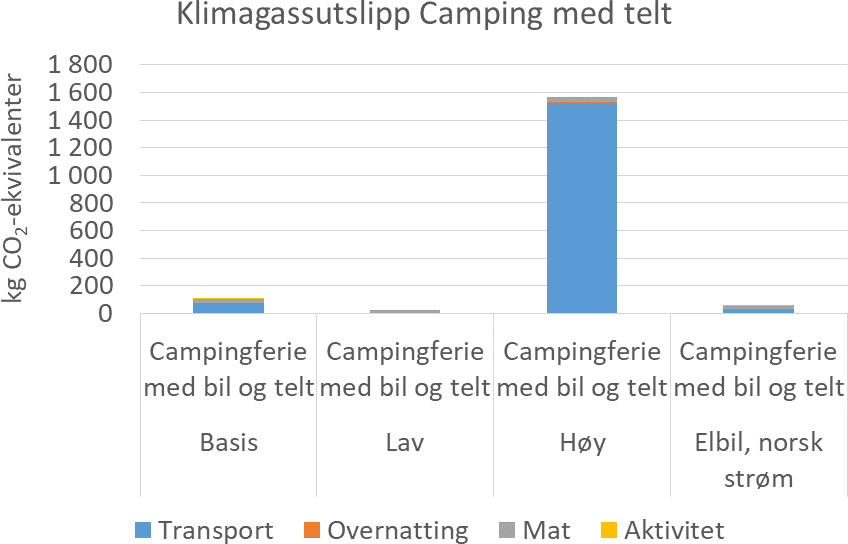 Klimagassutslipp Camping med telt
kg CO₂-ekvivalenter
1 800
1 600
1 400
1 200
1 000
800
600
400
200
0
Campingferie med bil og telt
Campingferie med bil og telt
Campingferie med bil og telt
Campingferie med bil og telt
Basis
Lav
Høy
Elbil, norsk strøm
Transport
Overnatting
Mat
Aktivitet